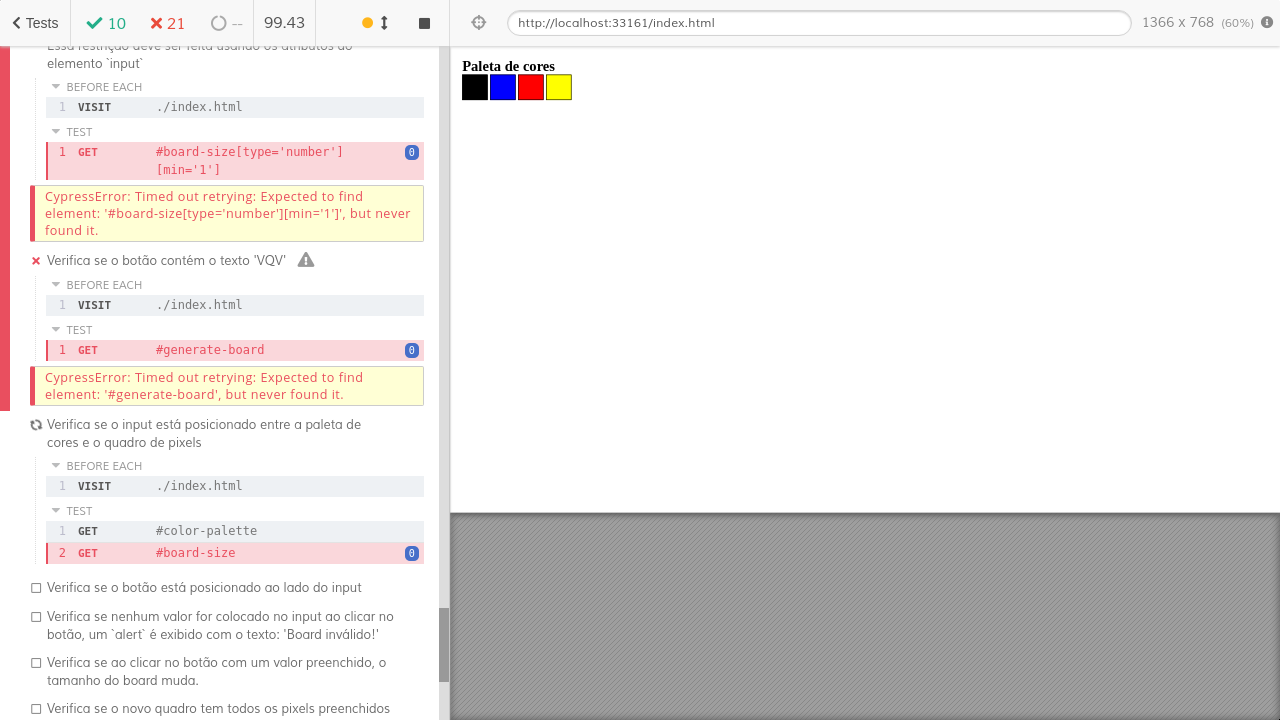 Tests 10 21 -- 99.43
http://localhost:33161/index.html 1366 x 768 (60%)
Essa restrição deve ser feita usando os atributos do
elemento `input`
BEFORE EACH
1 VISIT ./index.html
TEST
1 GET #board-size[type='number'] 0
[min='1']
CypressError: Timed out retrying: Expected to find
element: '#board-size[type='number'][min='1']', but never
found it.
Verifica se o botão contém o texto 'VQV'
BEFORE EACH
1 VISIT ./index.html
TEST
1 GET #generate-board 0
CypressError: Timed out retrying: Expected to find
element: '#generate-board', but never found it.
Verifica se o input está posicionado entre a paleta de
cores e o quadro de pixels
BEFORE EACH
1 VISIT ./index.html
TEST
1 GET #color-palette
2 GET #board-size 0
Verifica se o botão está posicionado ao lado do input
Verifica se nenhum valor for colocado no input ao clicar no
botão, um `alert` é exibido com o texto: 'Board inválido!'
Verifica se ao clicar no botão com um valor preenchido, o
tamanho do board muda.
Verifica se o novo quadro tem todos os pixels preenchidos
Paleta de cores